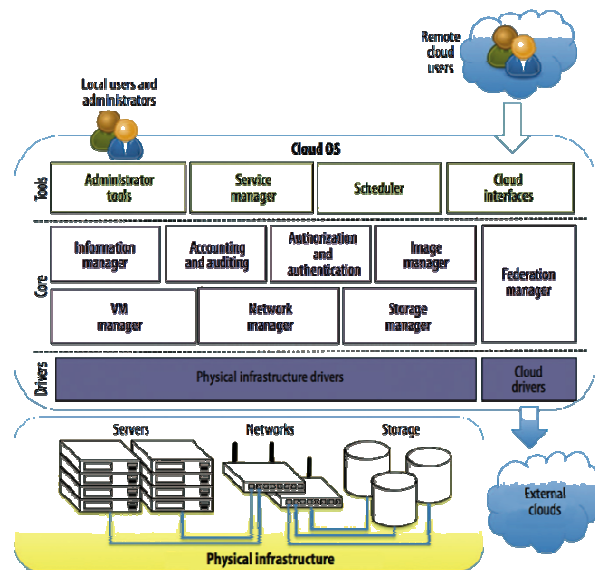 Remote
cloud
users
Local users and
administrators
Cloud OS
Tools
Administrator
tools
Service
manager
Scheduler
Cloud
interfaces
Core
Information
manager
Accounting
and auditing
Authorization
and
authentication
Image
manager
Federation
manager
VM
manager
Network
manager
Storage
manager
Drivers
Physical infrastructure drivers
Cloud
drivers
Servers
Networks
Storage
External
clouds
Physical infrastructure